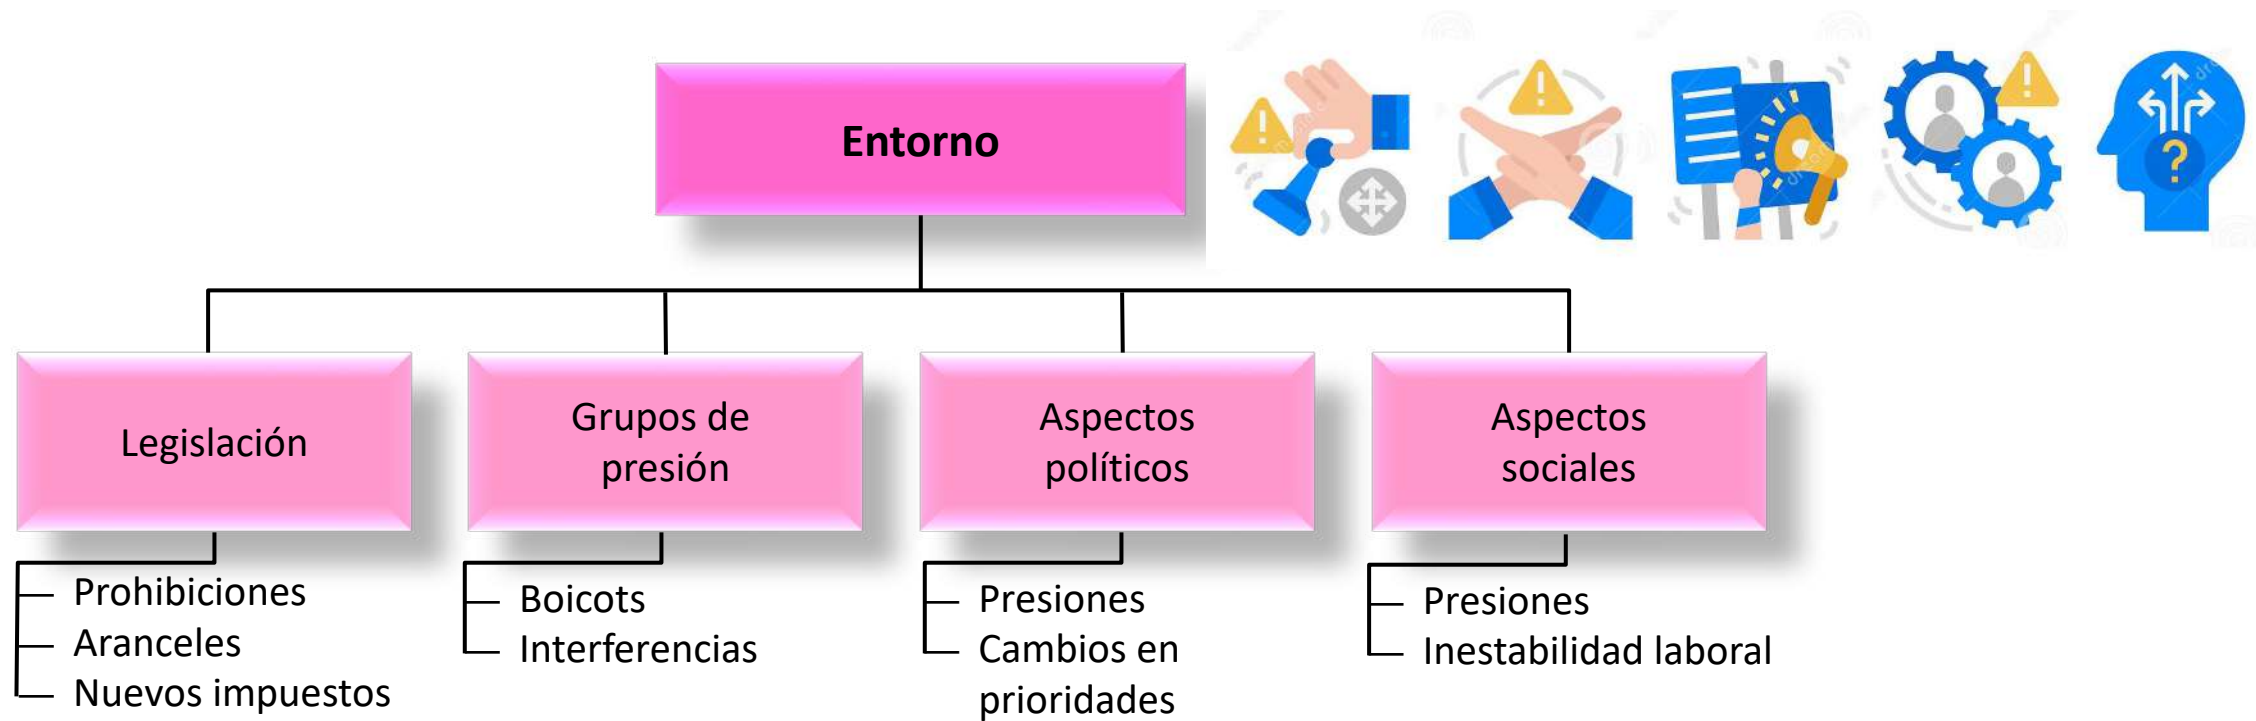 Entorno
Legislación
Grupos de
presión
Aspectos
políticos
Aspectos
sociales
Prohibiciones
Aranceles
Nuevos impuestos
Boicots
Interferencias
Presiones
Cambios en
prioridades
Presiones
Inestabilidad laboral
?